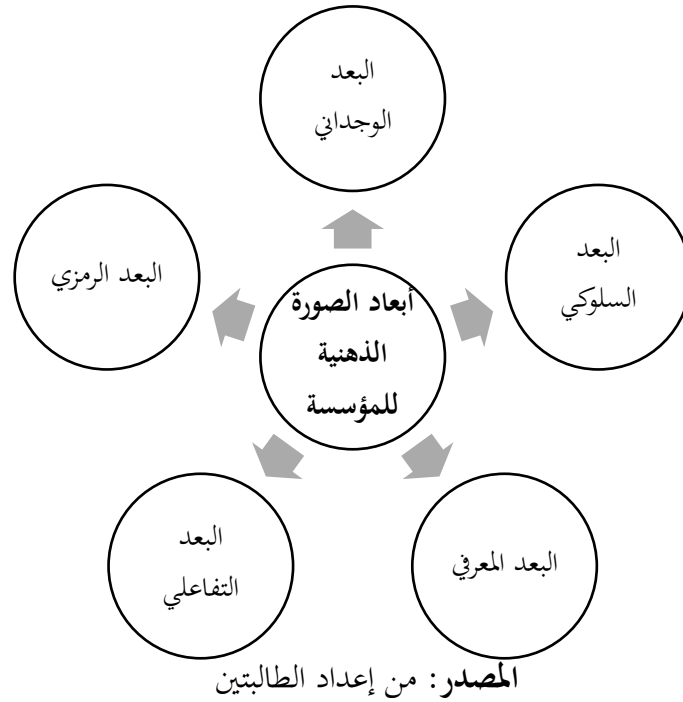 البعد
الوجداني
البعد
السلوكي
البعد الرمزي
أبعاد الصورة
الذهنية
للمؤسسة
البعد
التفاعلي
البعد المعرفي
المصدر: من إعداد الطالبتين